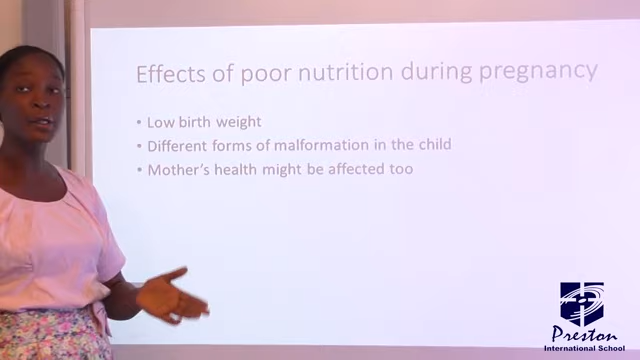 Effects of poor nutrition during pregnancy
• Low birth weight
• Different forms of malformation in the child
• Mother's health might be affected too
Preston
International School